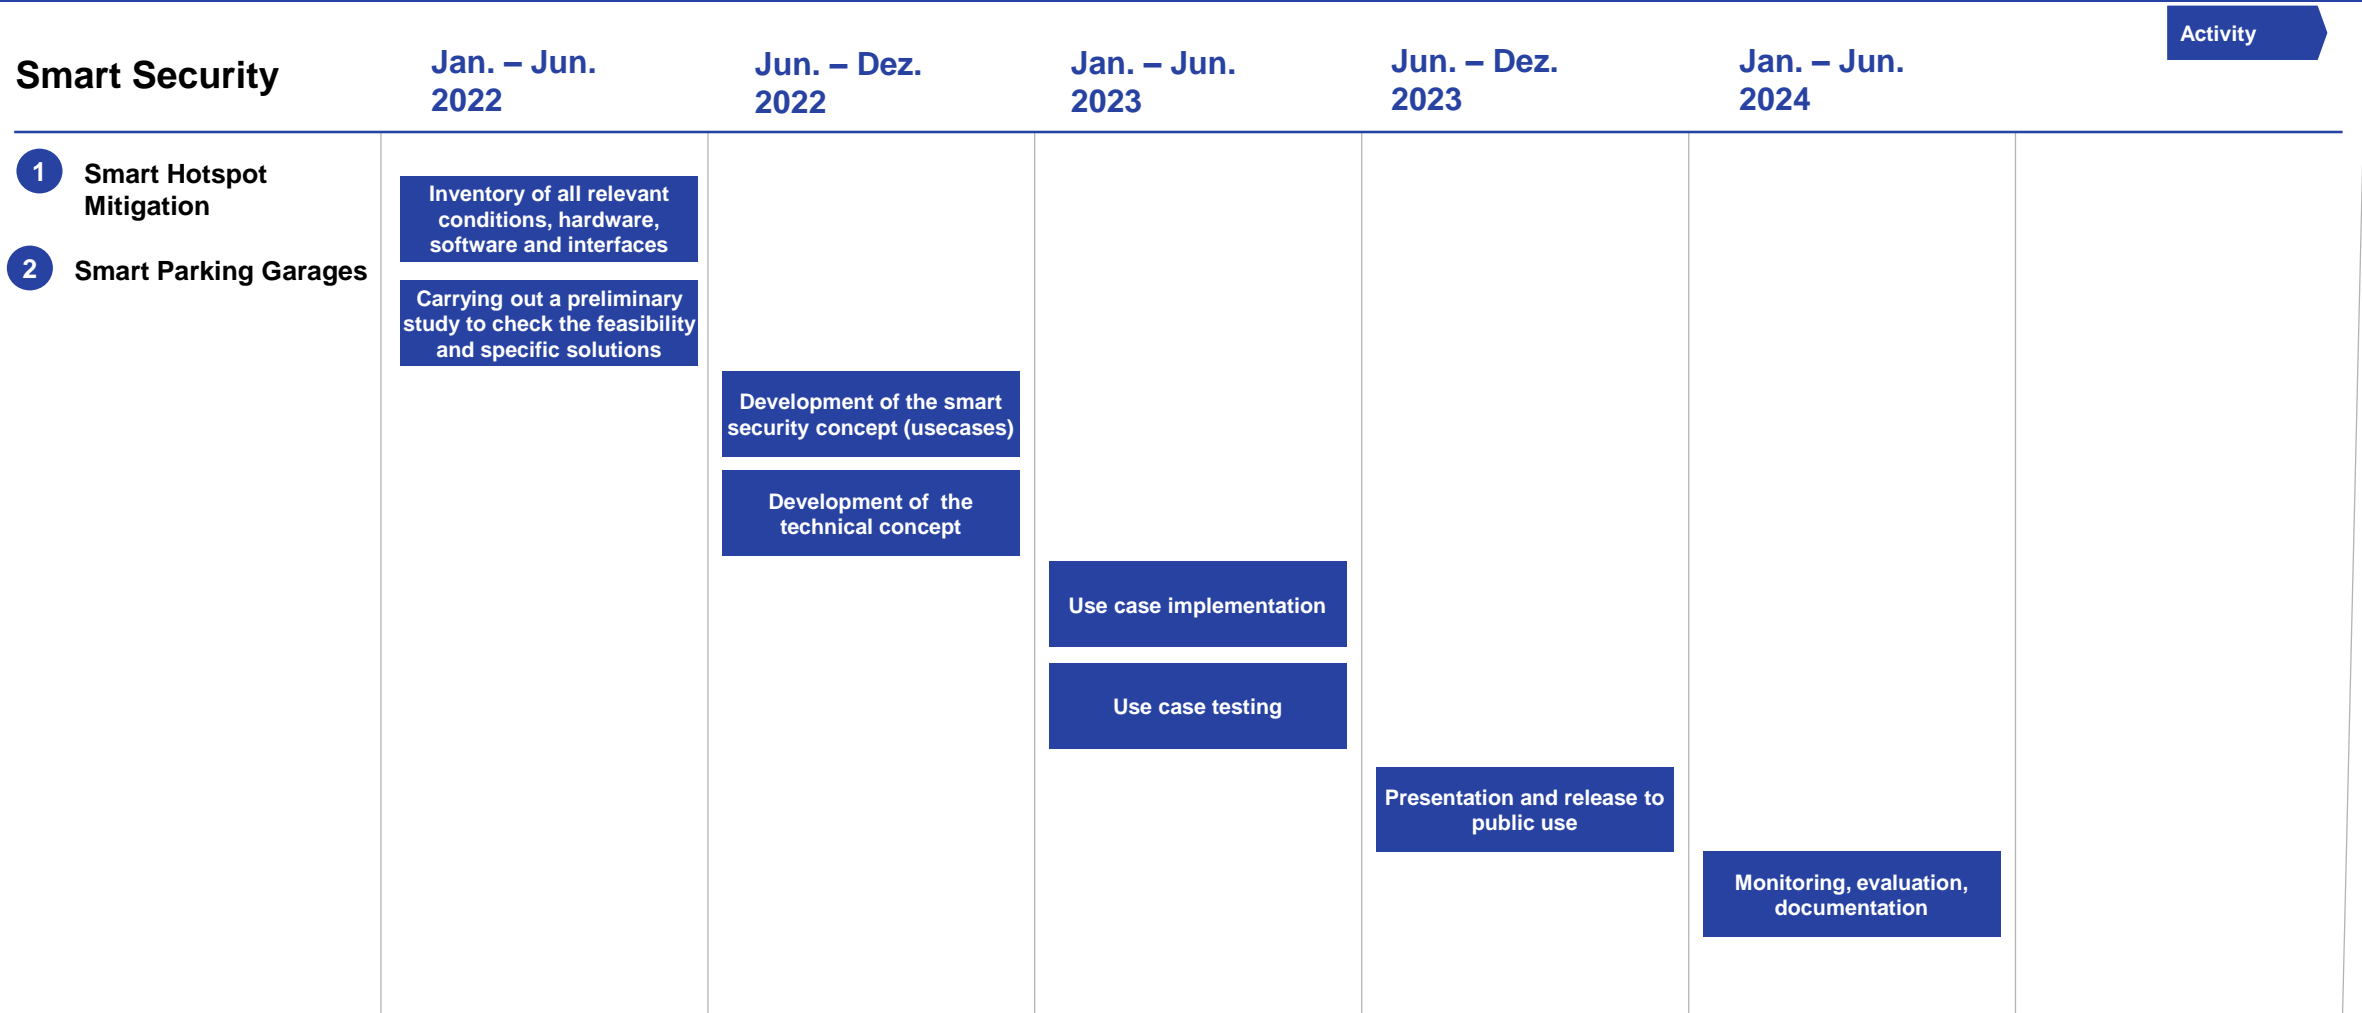 Activity
Smart Security
Jan. – Jun.
2022
Jun. – Dez.
2022
Jan. – Jun.
2023
Jun. – Dez.
2023
Jan. – Jun.
2024
1
Smart Hotspot
Mitigation
2
Smart Parking Garages
Inventory of all relevant
conditions, hardware,
software and interfaces
Carrying out a preliminary
study to check the feasibility
and specific solutions
Development of the smart
security concept (usecases)
Development of  the
technical concept
Use case implementation
Use case testing
Presentation and release to
public use
Monitoring, evaluation,
documentation